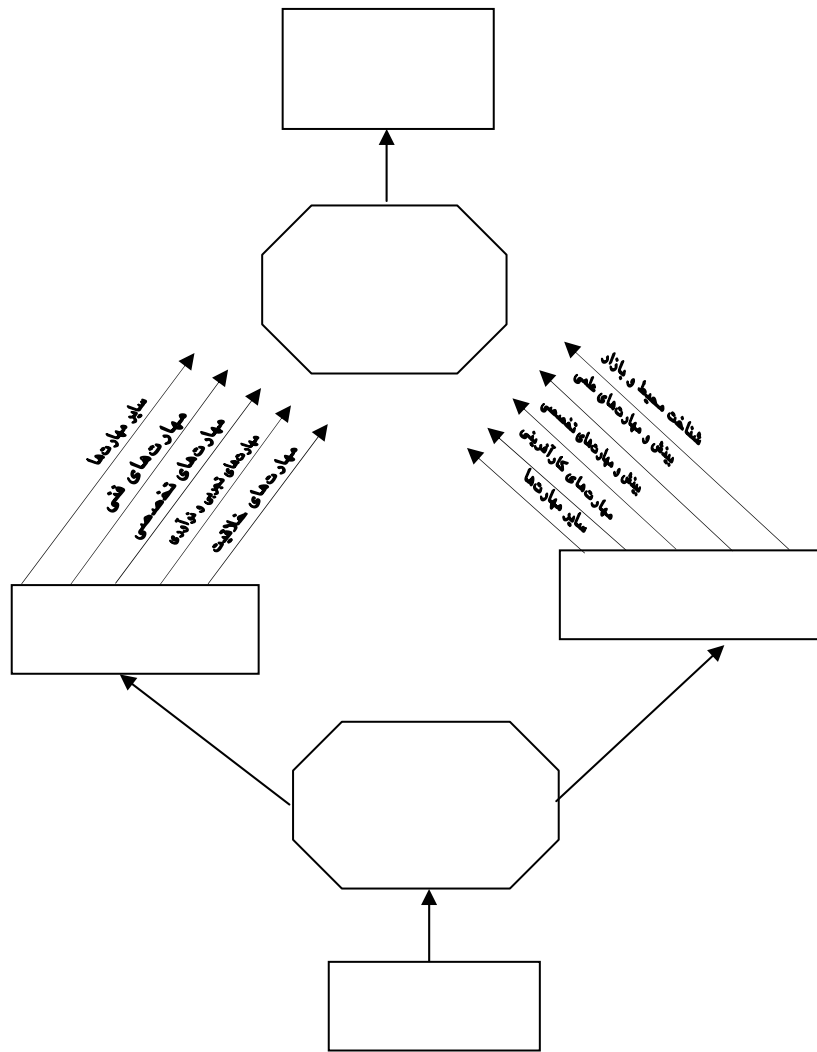 شناخت محیط و بازار
بینش و مهارت‌های علمی
بینش و مهارت‌های تخصصی
مهارت‌های کارآفرینی
سایر مهارت‌ها
سایر مهارت‌ها
مهارت‌های فنی
مهارت‌های تخصصی
مهارت‌های تجربی و فرآیندی
مهارت‌های خلاقیت